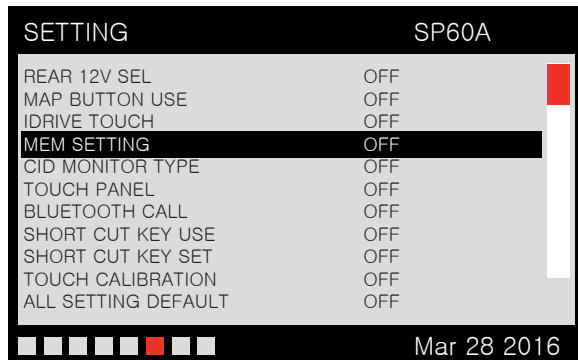 SETTING SP60A
REAR 12V SEL OFF
MAP BUTTON USE OFF
IDRIVE TOUCH OFF
MEM SETTING OFF
CID MONITOR TYPE OFF
TOUCH PANEL OFF
BLUETOOTH CALL OFF
SHORT CUT KEY USE OFF
SHORT CUT KEY SET OFF
TOUCH CALIBRATION OFF
ALL SETTING DEFAULT OFF
Mar 28 2016